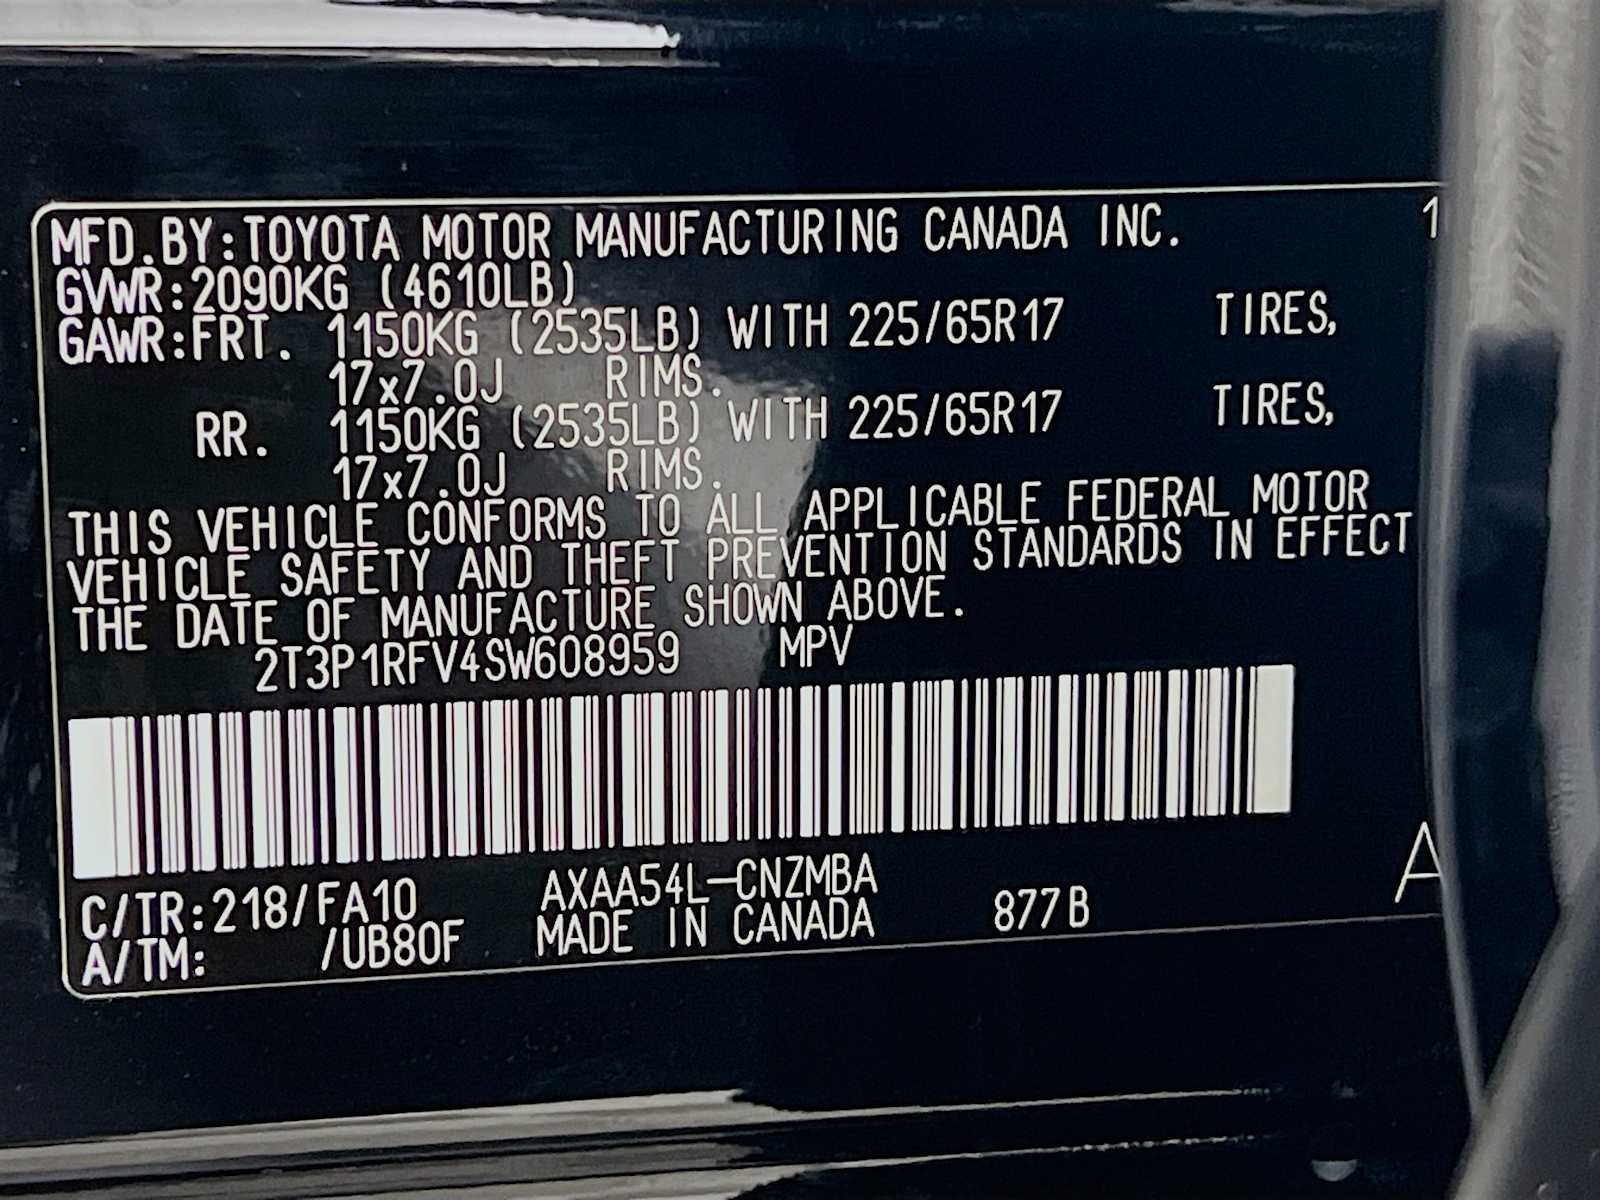 MFD.BY:TOYOTA MOTOR MANUFACTURING CANADA INC. 1
GVWR:2090KG (4610LB)
GAWR:FRT. 1150KG (2535LB) WITH 225/65R17 TIRES,
17x7.0J RIMS.
RR. 1150KG (2535LB) WITH 225/65R17 TIRES,
17x7.0J RIMS.
THIS VEHICLE CONFORMS TO ALL APPLICABLE FEDERAL MOTOR
VEHICLE SAFETY AND THEFT PREVENTION STANDARDS IN EFFECT
THE DATE OF MANUFACTURE SHOWN ABOVE.
2T3P1RFV4SW608959 MPV
C/TR:218/FA10 AXAA54L-CNZMBA A
A/TM: /UB80F MADE IN CANADA 877B